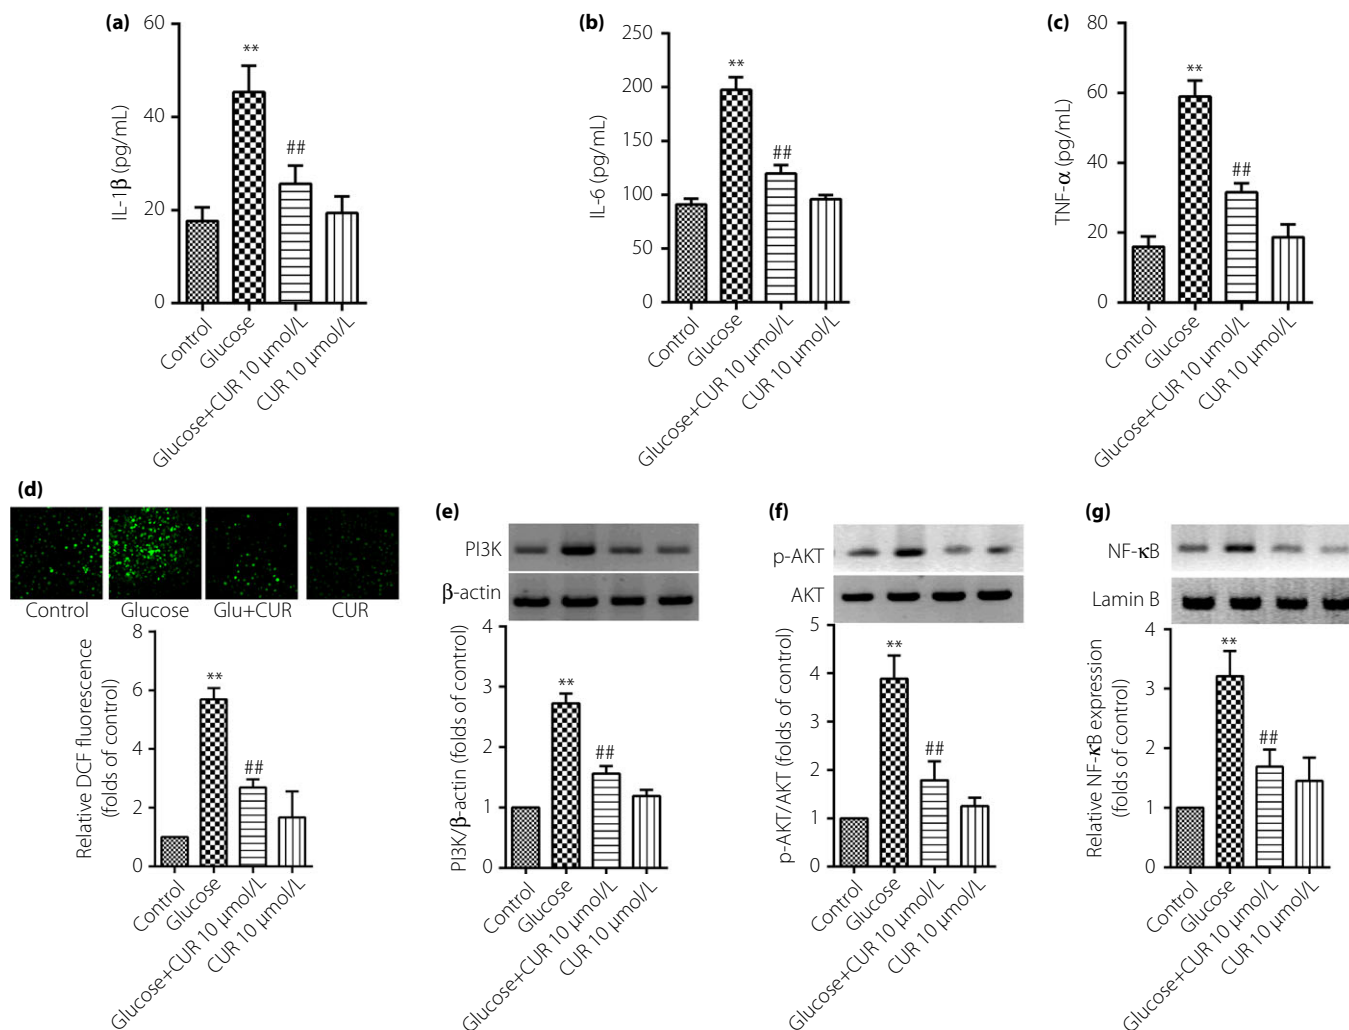 (a)
60
40
20
0
IL-1β (pg/mL)
**
##
Control
Glucose
Glucose+CUR 10 μmol/L
CUR 10 μmol/L
(b)
250
200
150
100
50
0
IL-6 (pg/mL)
**
##
Control
Glucose
Glucose+CUR 10 μmol/L
CUR 10 μmol/L
(c)
80
60
40
20
0
TNF-α (pg/mL)
**
##
Control
Glucose
Glucose+CUR 10 μmol/L
CUR 10 μmol/L
(d)
Control Glucose Glu+CUR CUR
8
6
4
2
0
Relative DCF fluorescence
(folds of control)
**
##
Control
Glucose
Glucose+CUR 10 μmol/L
CUR 10 μmol/L
(e)
PI3K
β-actin
4
3
2
1
0
PI3K/β-actin (folds of control)
**
##
Control
Glucose
Glucose+CUR 10 μmol/L
CUR 10 μmol/L
(f)
p-AKT
AKT
5
4
3
2
1
0
p-AKT/AKT (folds of control)
**
##
Control
Glucose
Glucose+CUR 10 μmol/L
CUR 10 μmol/L
(g)
NF-κB
Lamin B
4
3
2
1
0
Relative NF-κB expression
(folds of control)
**
##
Control
Glucose
Glucose+CUR 10 μmol/L
CUR 10 μmol/L